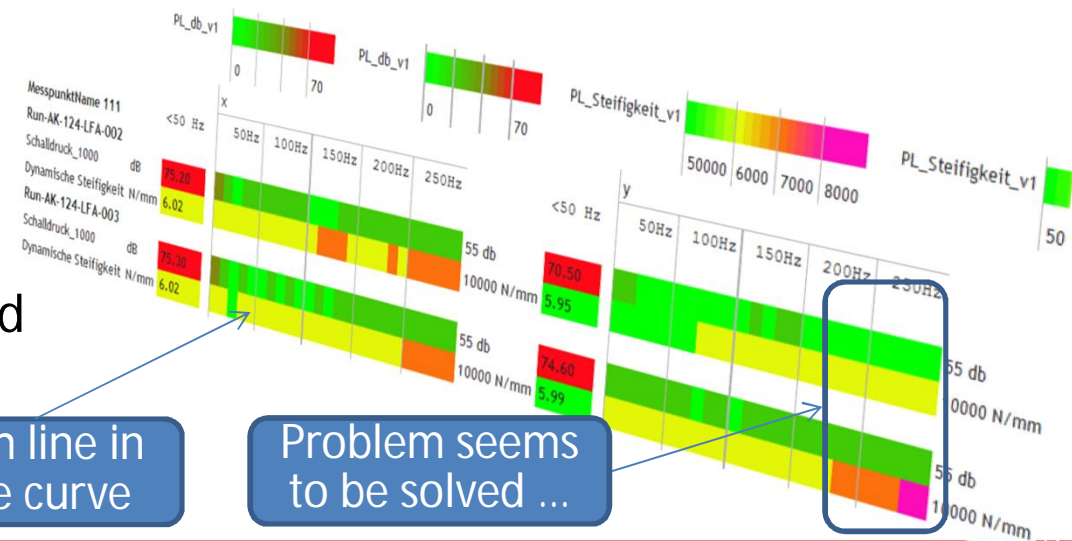 PL_db_v1
0 70
PL_db_v1
0 70
PL_Steifigkeit_v1
50000 6000 7000 8000
PL_Steifigkeit_v1
50
MesspunktName 111
Run-AK-124-LFA-002
Schalldruck_1000 dB
Dynamische Steifigkeit N/mm
Run-AK-124-LFA-003
Schalldruck_1000 dB
Dynamische Steifigkeit N/mm
<50 Hz
75.20
6.02
75.30
6.02
x
50Hz 100Hz 150Hz 200Hz 250Hz
55 db
10000 N/mm
55 db
10000 N/mm
<50 Hz
70.50
5.95
74.60
5.99
y
50Hz 100Hz 150Hz 200Hz 250Hz
55 db
10000 N/mm
55 db
10000 N/mm
line in
curve
Problem seems
to be solved ...